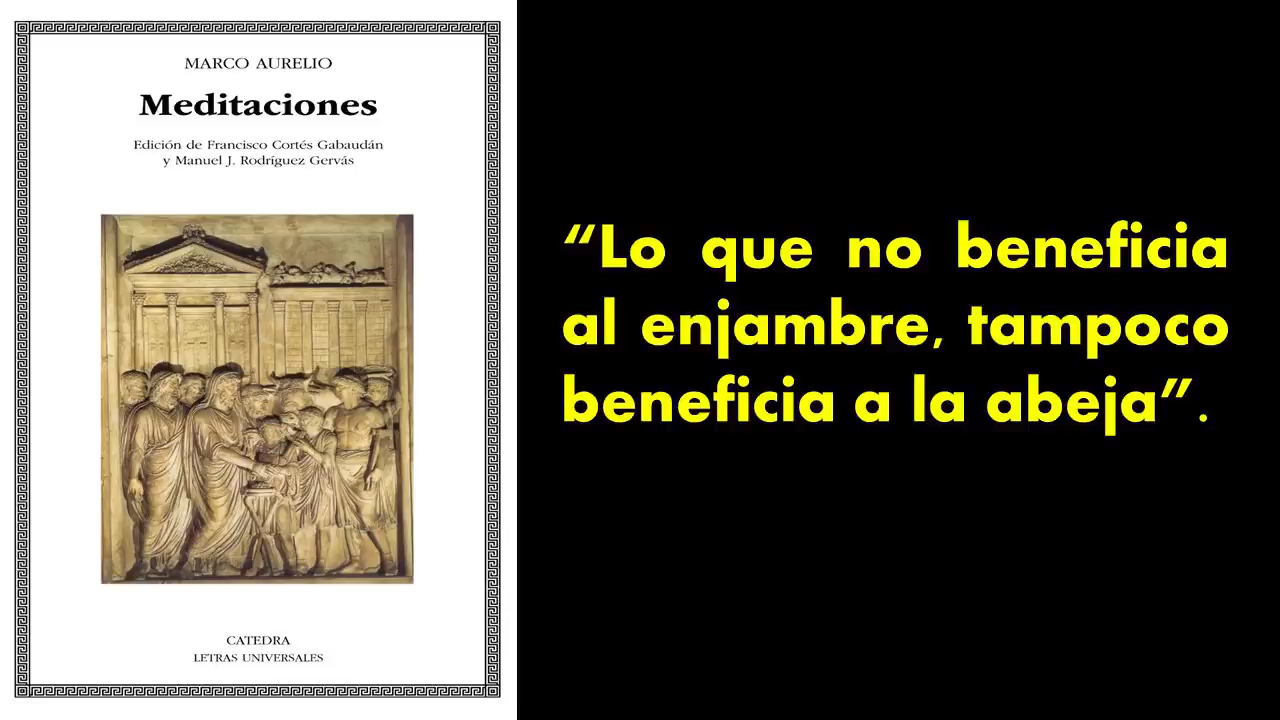 MARCO AURELIO
Meditaciones
Edición de Francisco Cortés Gabaudán
y Manuel J. Rodríguez Gervás
CATEDRA
LETRAS UNIVERSALES
“Lo que no beneficia
al enjambre, tampoco
beneficia a la abeja”.